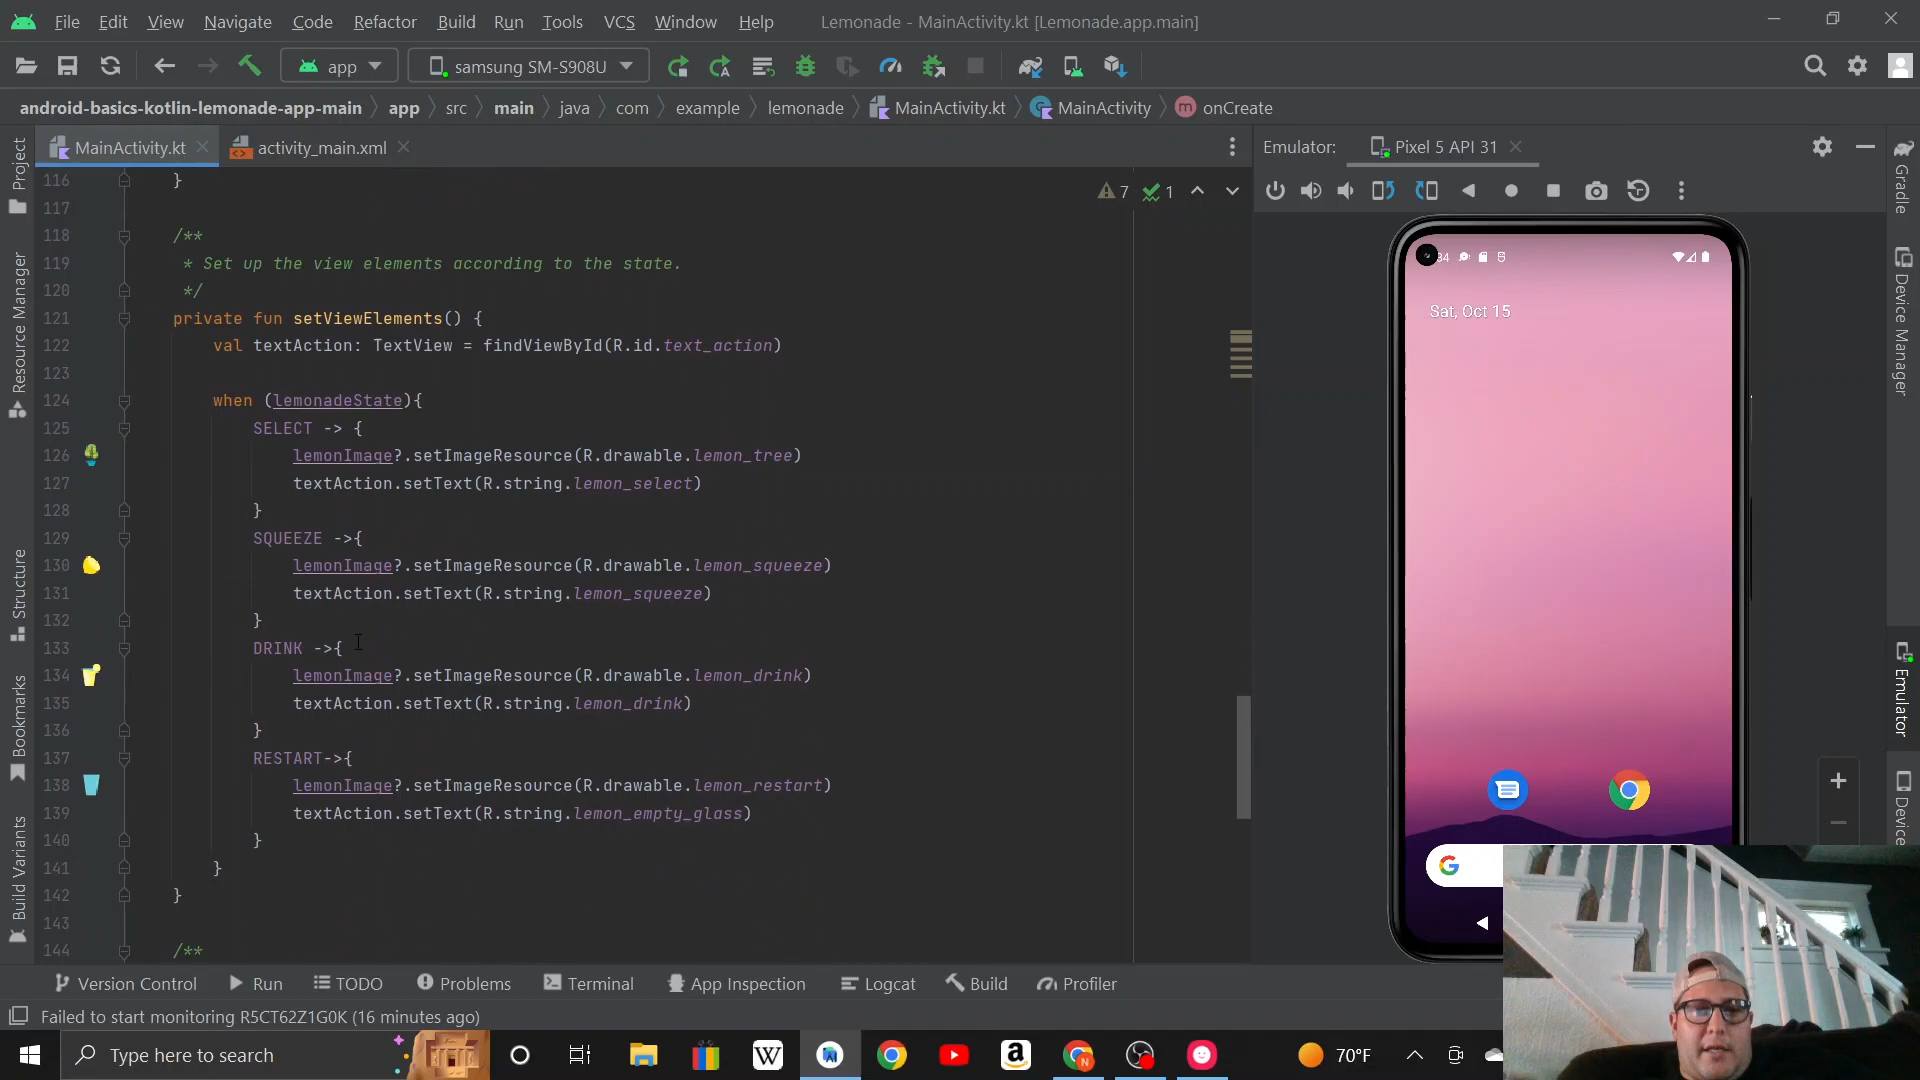 File Edit View Navigate Code Refactor Build Run Tools VCS Window Help Lemonade - MainActivity.kt [Lemonade.app.main]
app samsung SM-S908U
android-basics-kotlin-lemonade-app-main app src main java com example lemonade MainActivity.kt MainActivity onCreate
MainActivity.kt activity_main.xml
Emulator: Pixel 5 API 31
7 1
116 }
117
118 /**
119 * Set up the view elements according to the state.
120 */
121 private fun setViewElements() {
122 val textAction: TextView = findViewById(R.id.text_action)
123
124 when (lemonadeState){
125 SELECT -> {
126 lemonImage?.setImageResource(R.drawable.lemon_tree)
127 textAction.setText(R.string.lemon_select)
128 }
129 SQUEEZE ->{
130 lemonImage?.setImageResource(R.drawable.lemon_squeeze)
131 textAction.setText(R.string.lemon_squeeze)
132 }
133 DRINK ->{
134 lemonImage?.setImageResource(R.drawable.lemon_drink)
135 textAction.setText(R.string.lemon_drink)
136 }
137 RESTART->{
138 lemonImage?.setImageResource(R.drawable.lemon_restart)
139 textAction.setText(R.string.lemon_empty_glass)
140 }
141 }
142 }
143
144 /**
Project
Resource Manager
Structure
Bookmarks
Build Variants
Sat, Oct 15
Gradle
Device Manager
Emulator
Device
Version Control Run TODO Problems Terminal App Inspection Logcat Build Profiler
Failed to start monitoring R5CT62Z1G0K (16 minutes ago)
Type here to search
70°F